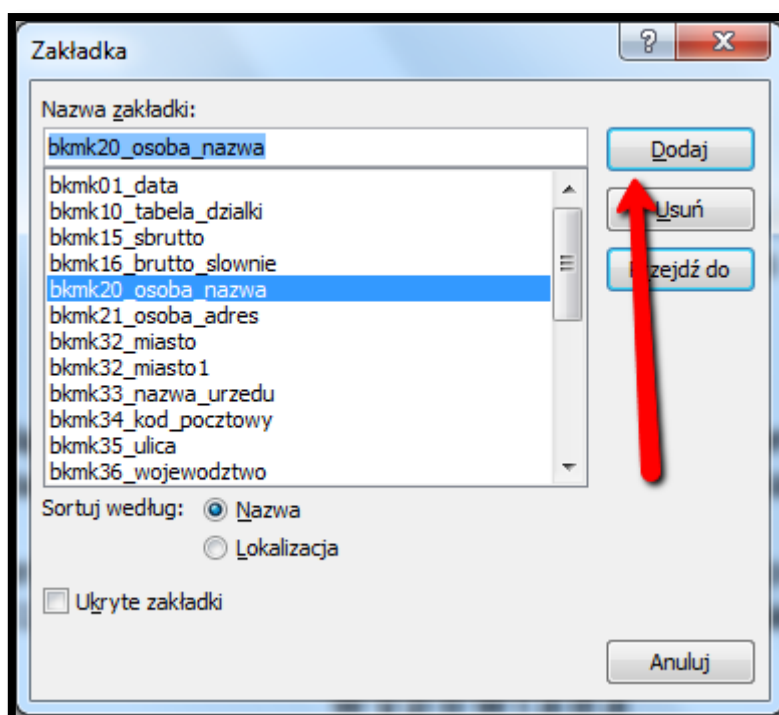 Zakładka
Nazwa zakładki:
bkmk20_osoba_nazwa
Dodaj
bkmk01_data
bkmk10_tabela_dzialki
bkmk15_sbrutto
bkmk16_brutto_slownie
bkmk20_osoba_nazwa
bkmk21_osoba_adres
bkmk32_miasto
bkmk32_miasto1
bkmk33_nazwa_urzedu
bkmk34_kod_pocztowy
bkmk35_ulica
bkmk36_wojewodztwo
Usuń
do
Sortuj według:
Nazwa
Lokalizacja
Ukryte zakładki
Anuluj